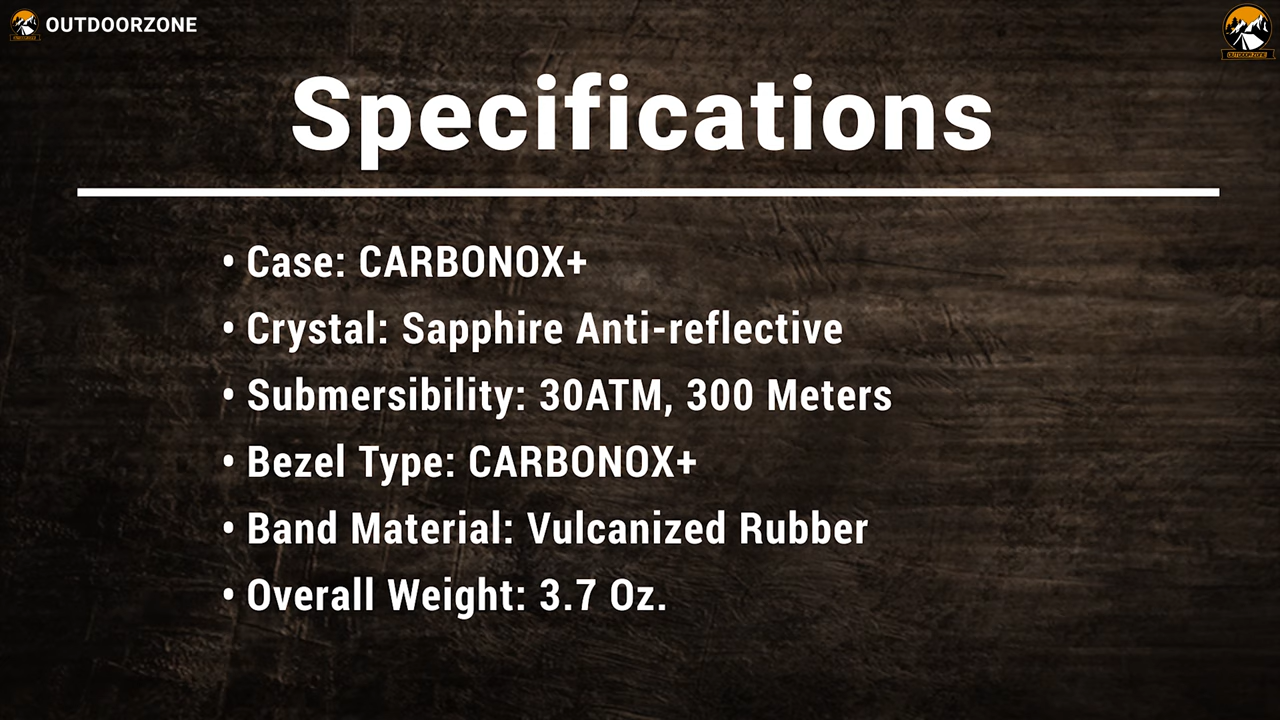 OUTDOORZONE
Specifications
• Case: CARBONOX+
• Crystal: Sapphire Anti-reflective
• Submersibility: 30ATM, 300 Meters
• Bezel Type: CARBONOX+
• Band Material: Vulcanized Rubber
• Overall Weight: 3.7 Oz.
OUTDOORZONE